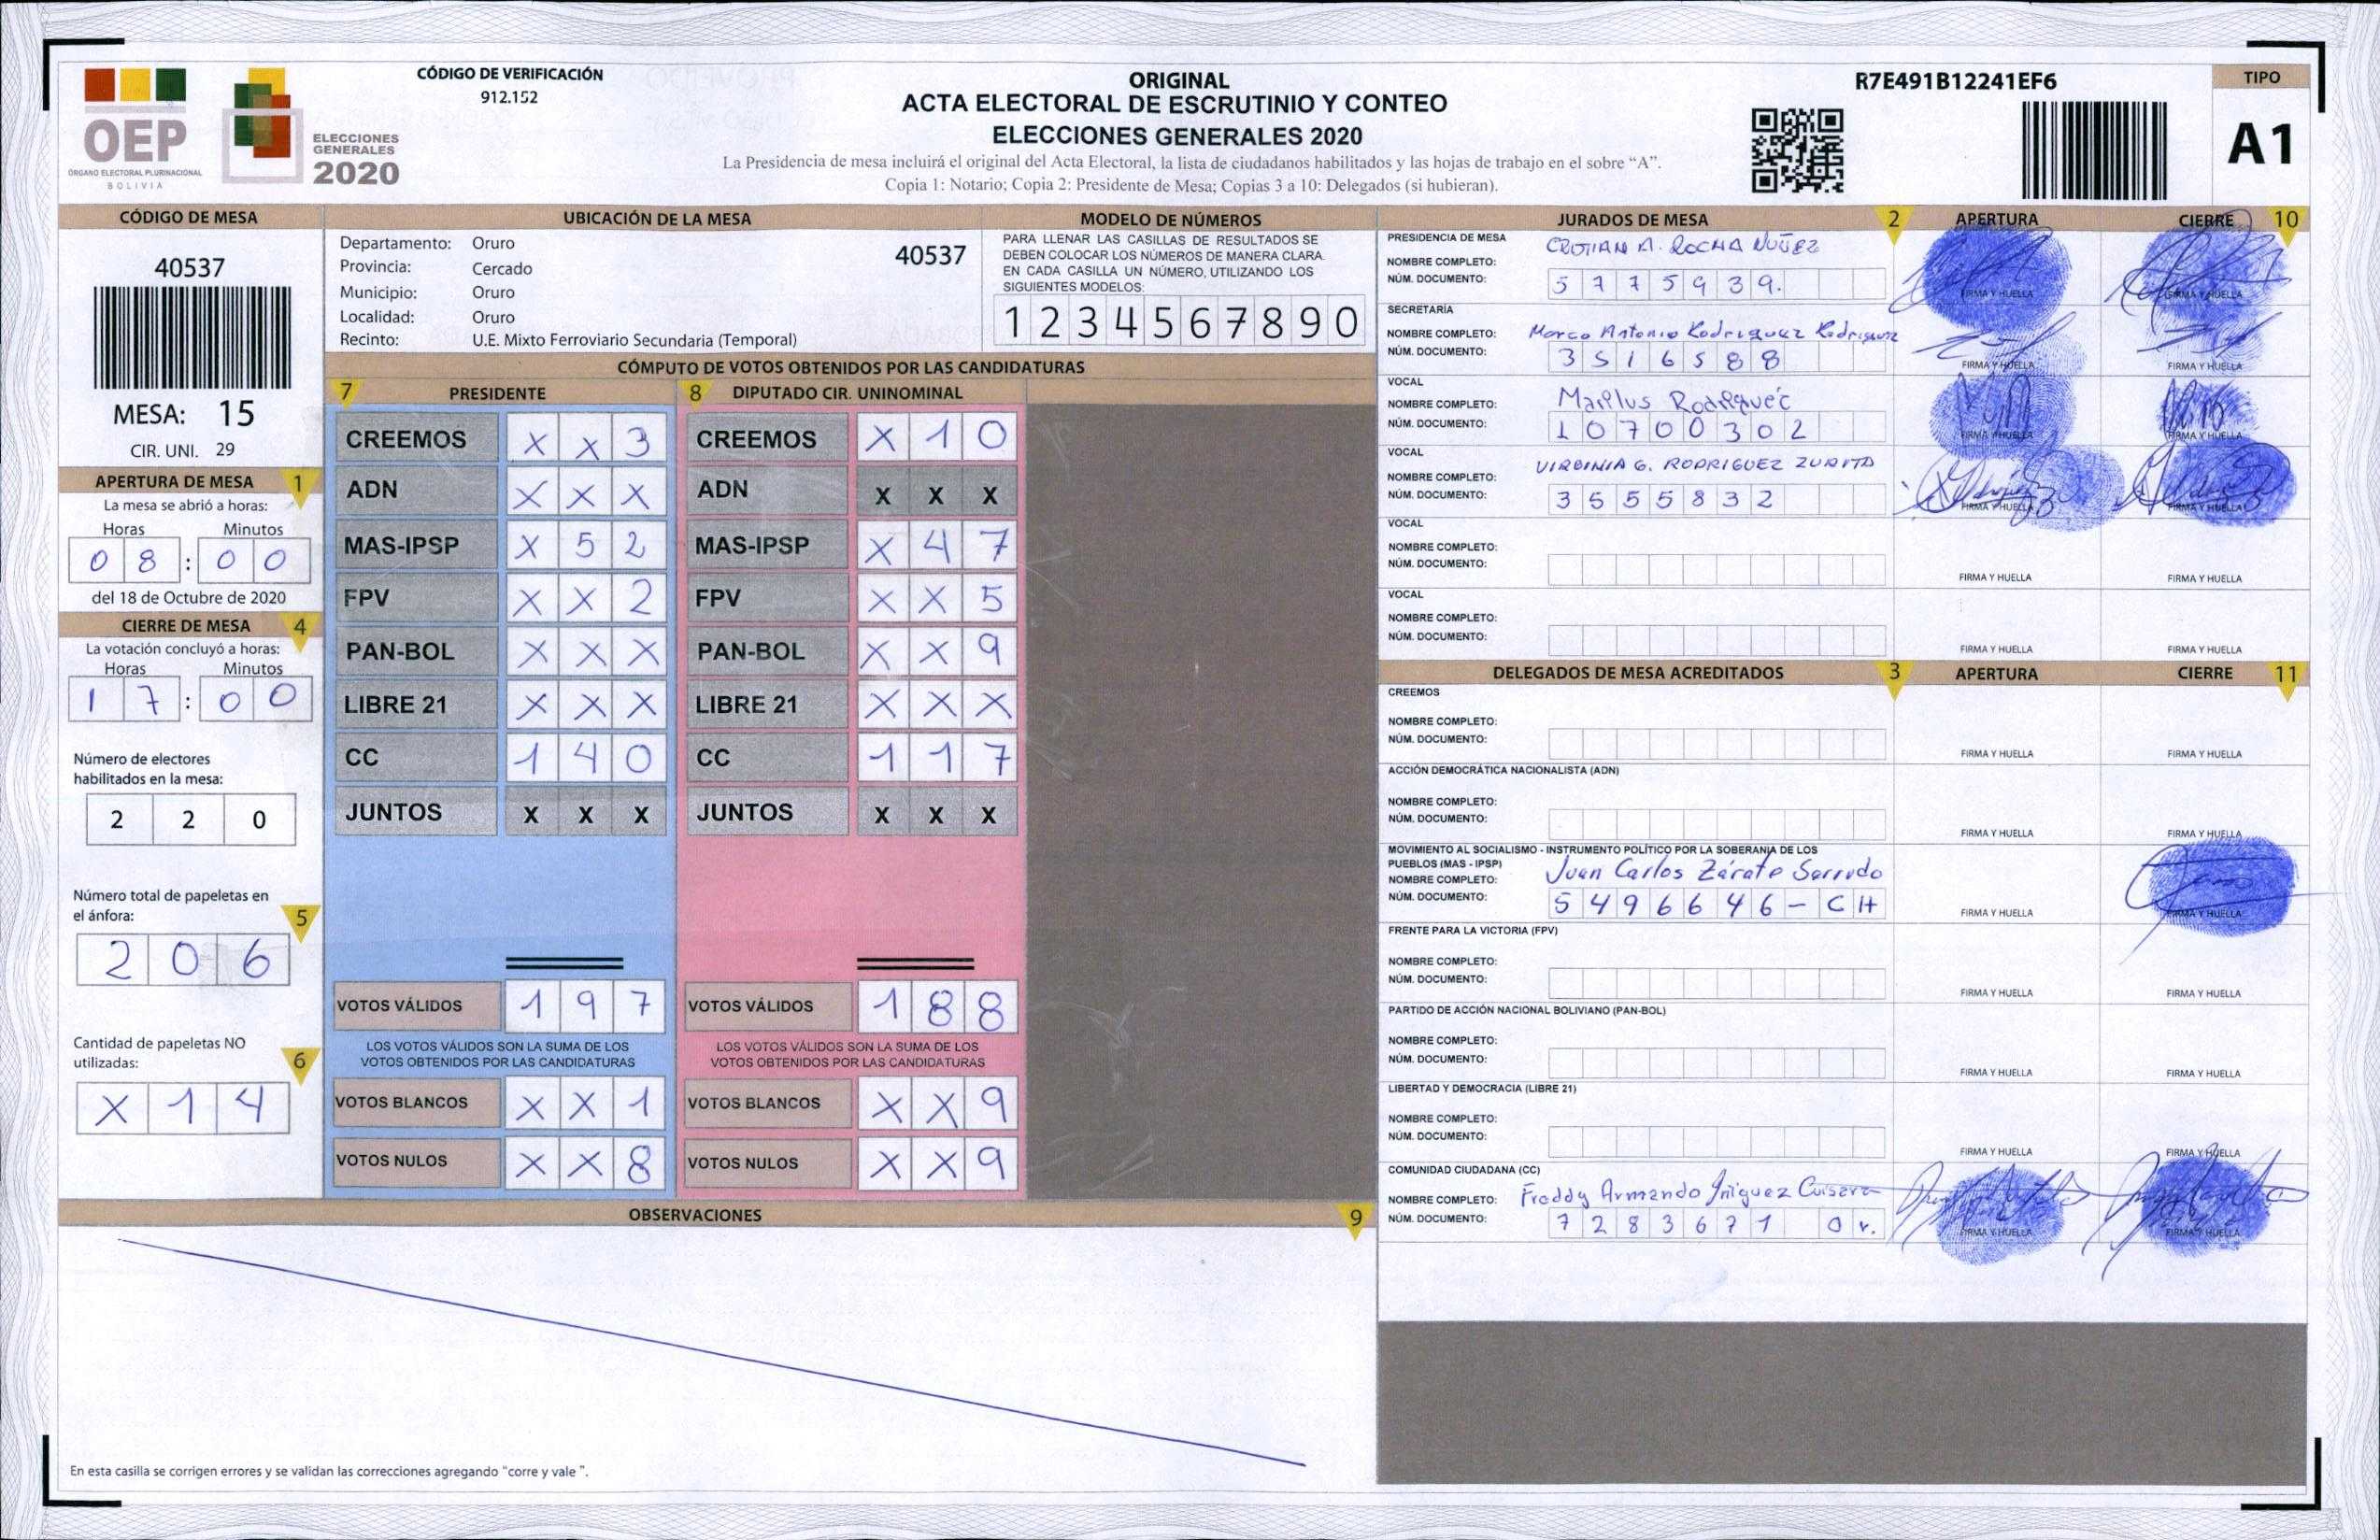 OEP
ÓRGANO ELECTORAL PLURINACIONAL
BOLIVIA
ELECCIONES
GENERALES
2020
CÓDIGO DE VERIFICACIÓN
912.152
ORIGINAL
ACTA ELECTORAL DE ESCRUTINIO Y CONTEO
ELECCIONES GENERALES 2020
La Presidencia de mesa incluirá el original del Acta Electoral, la lista de ciudadanos habilitados y las hojas de trabajo en el sobre “A”.
Copia 1: Notario; Copia 2: Presidente de Mesa; Copias 3 a 10: Delegados (si hubieran).
R7E491B12241EF6
TIPO
A1
CÓDIGO DE MESA
40537
MESA: 15
CIR. UNI. 29
APERTURA DE MESA 1
La mesa se abrió a horas:
Horas Minutos
0 8 : 0 0
del 18 de Octubre de 2020
CIERRE DE MESA 4
La votación concluyó a horas:
Horas Minutos
1 7 : 0 0
Número de electores
habilitados en la mesa:
2 2 0
Número total de papeletas en
el ánfora: 5
2 0 6
Cantidad de papeletas NO
utilizadas: 6
X 1 4
UBICACIÓN DE LA MESA
Departamento: Oruro 40537
Provincia: Cercado
Municipio: Oruro
Localidad: Oruro
Recinto: U.E. Mixto Ferroviario Secundaria (Temporal)
MODELO DE NÚMEROS
PARA LLENAR LAS CASILLAS DE RESULTADOS SE
DEBEN COLOCAR LOS NÚMEROS DE MANERA CLARA.
EN CADA CASILLA UN NÚMERO, UTILIZANDO LOS
SIGUIENTES MODELOS:
1 2 3 4 5 6 7 8 9 0
CÓMPUTO DE VOTOS OBTENIDOS POR LAS CANDIDATURAS
7 PRESIDENTE
CREEMOS X X 3
ADN X X X
MAS-IPSP X 5 2
FPV X X 2
PAN-BOL X X X
LIBRE 21 X X X
CC 1 4 0
JUNTOS X X X
VOTOS VÁLIDOS 1 9 7
LOS VOTOS VÁLIDOS SON LA SUMA DE LOS
VOTOS OBTENIDOS POR LAS CANDIDATURAS
VOTOS BLANCOS X X 1
VOTOS NULOS X X 8
8 DIPUTADO CIR. UNINOMINAL
CREEMOS X 1 0
ADN X X X
MAS-IPSP X 4 7
FPV X X 5
PAN-BOL X X 9
LIBRE 21 X X X
CC 1 1 7
JUNTOS X X X
VOTOS VÁLIDOS 1 8 8
LOS VOTOS VÁLIDOS SON LA SUMA DE LOS
VOTOS OBTENIDOS POR LAS CANDIDATURAS
VOTOS BLANCOS X X 9
VOTOS NULOS X X 9
OBSERVACIONES 9
En esta casilla se corrigen errores y se validan las correcciones agregando “corre y vale ”.
JURADOS DE MESA 2 APERTURA CIERRE 10
PRESIDENCIA DE MESA
NOMBRE COMPLETO: A. ROCHA NUÑEZ
NÚM. DOCUMENTO: 5 7 7 5 9 3 9.
FIRMA Y HUELLA FIRMA Y HUELLA
SECRETARÍA
NOMBRE COMPLETO: Marco Antonio Rodriguez Rodriguez
NÚM. DOCUMENTO: 3 5 1 6 5 8 8
FIRMA Y HUELLA FIRMA Y HUELLA
VOCAL
NOMBRE COMPLETO:
NÚM. DOCUMENTO: 1 0 7 0 0 3 0 2
FIRMA Y HUELLA FIRMA Y HUELLA
VOCAL
NOMBRE COMPLETO: VIRGINIA G. RODRIGUEZ ZURITA
NÚM. DOCUMENTO: 3 5 5 5 8 3 2
FIRMA Y HUELLA FIRMA Y HUELLA
VOCAL
NOMBRE COMPLETO:
NÚM. DOCUMENTO:
FIRMA Y HUELLA FIRMA Y HUELLA
VOCAL
NOMBRE COMPLETO:
NÚM. DOCUMENTO:
FIRMA Y HUELLA FIRMA Y HUELLA
DELEGADOS DE MESA ACREDITADOS 3 APERTURA CIERRE 11
CREEMOS
NOMBRE COMPLETO:
NÚM. DOCUMENTO:
FIRMA Y HUELLA FIRMA Y HUELLA
ACCIÓN DEMOCRÁTICA NACIONALISTA (ADN)
NOMBRE COMPLETO:
NÚM. DOCUMENTO:
FIRMA Y HUELLA FIRMA Y HUELLA
MOVIMIENTO AL SOCIALISMO - INSTRUMENTO POLÍTICO POR LA SOBERANÍA DE LOS
PUEBLOS (MAS - IPSP)
NOMBRE COMPLETO: Juan Carlos Zárate
NÚM. DOCUMENTO: 5 4 9 6 6 4 6 - C H
FIRMA Y HUELLA FIRMA Y HUELLA
FRENTE PARA LA VICTORIA (FPV)
NOMBRE COMPLETO:
NÚM. DOCUMENTO:
FIRMA Y HUELLA FIRMA Y HUELLA
PARTIDO DE ACCIÓN NACIONAL BOLIVIANO (PAN-BOL)
NOMBRE COMPLETO:
NÚM. DOCUMENTO:
FIRMA Y HUELLA FIRMA Y HUELLA
LIBERTAD Y DEMOCRACIA (LIBRE 21)
NOMBRE COMPLETO:
NÚM. DOCUMENTO:
FIRMA Y HUELLA FIRMA Y HUELLA
COMUNIDAD CIUDADANA (CC)
NOMBRE COMPLETO: Freddy Armando Iñiguez
NÚM. DOCUMENTO: 7 2 8 3 6 7 1 O r.
FIRMA Y HUELLA FIRMA Y HUELLA